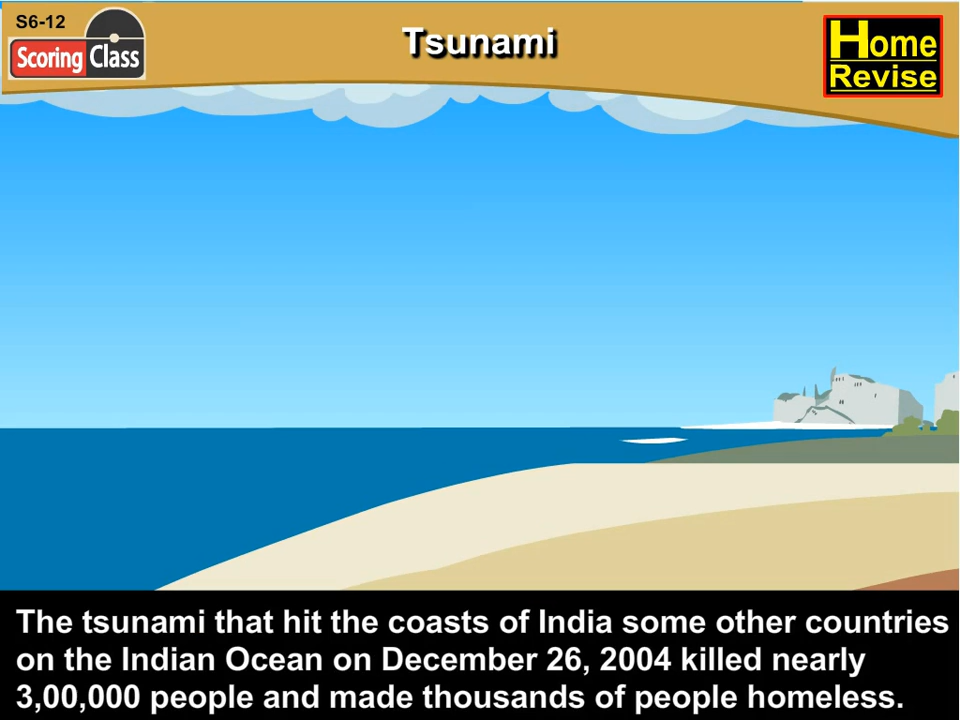 S6-12
Scoring Class
Tsunami
Home
Revise
The tsunami that hit the coasts of India some other countries
on the Indian Ocean on December 26, 2004 killed nearly
3,00,000 people and made thousands of people homeless.